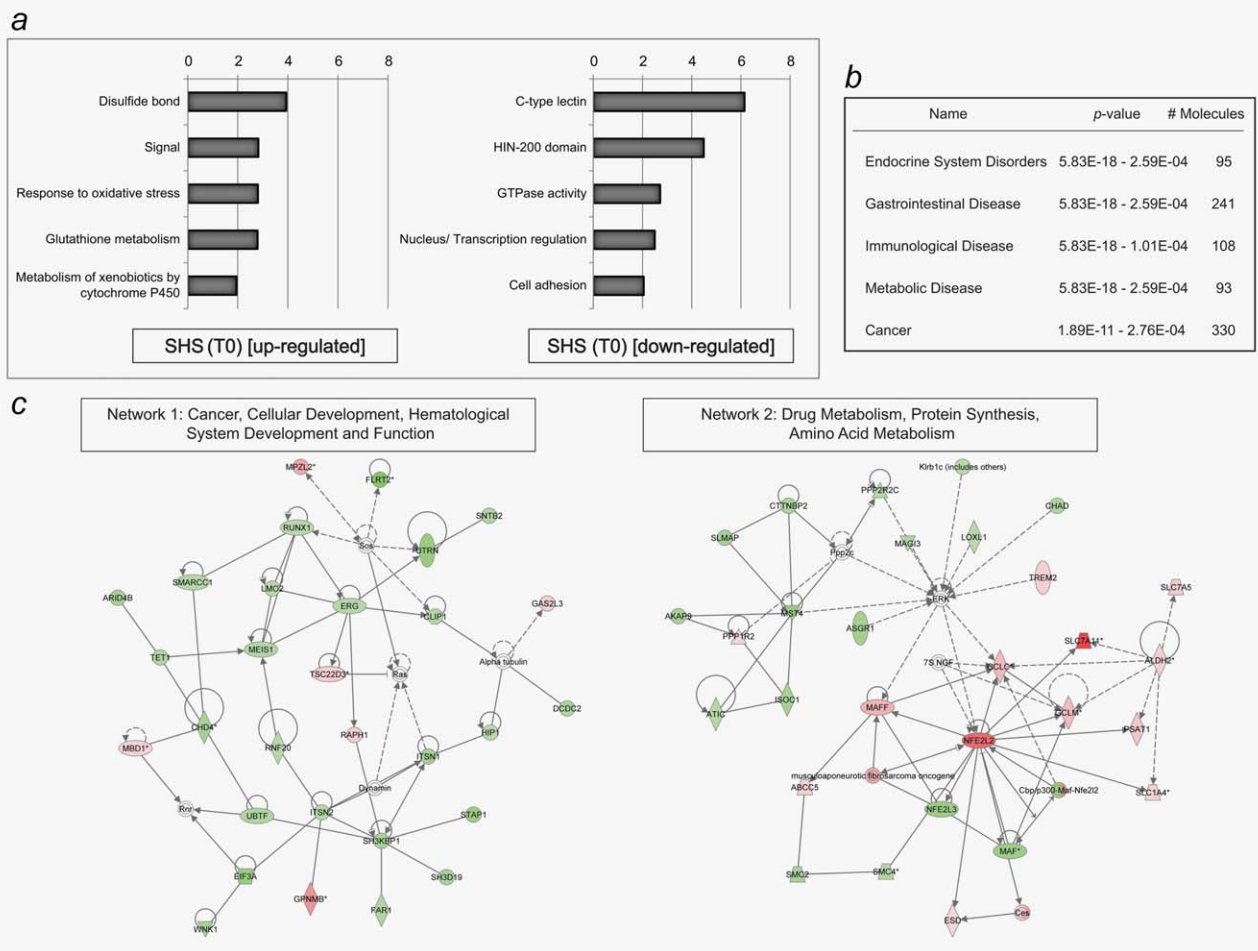 a
0 2 4 6 8
Disulfide bond
Signal
Response to oxidative stress
Glutathione metabolism
Metabolism of xenobiotics by
cytochrome P450
SHS (T0) [up-regulated]
0 2 4 6 8
C-type lectin
HIN-200 domain
GTPase activity
Nucleus/ Transcription regulation
Cell adhesion
SHS (T0) [down-regulated]
b
Name p-value # Molecules
Endocrine System Disorders 5.83E-18 - 2.59E-04 95
Gastrointestinal Disease 5.83E-18 - 2.59E-04 241
Immunological Disease 5.83E-18 - 1.01E-04 108
Metabolic Disease 5.83E-18 - 2.59E-04 93
Cancer 1.89E-11 - 2.76E-04 330
c
Network 1: Cancer, Cellular Development, Hematological
System Development and Function
MPZL2*
FLRT2*
SNTB2
RUNX1
Sos
UTRN
SMARCC1
LMO2
ARID4B
ERG
CLIP1
GAS2L3
MEIS1
TET1
Alpha tubulin
TSC22D3*
Ras
DCDC2
CHD4*
RNF20
RAPH1
HIP1
MBD1*
ITSN1
Dynamin
Rnr
UBTF
ITSN2
STAP1
SH3KBP1
EIF3A
SH3D19
GPNMB*
FAR1
WNK1
Network 2: Drug Metabolism, Protein Synthesis,
Amino Acid Metabolism
Klrb1c (includes others)
PPP2R2C
CTTNBP2
CHAD
SLMAP
MAGI3
LOXL1
Ppp2c
TREM2
SLC7A5
ERK
AKAP9
MST4
PPP1R2
ASGR1
SLC7A11*
7S NGF
GCLC*
ALDH2*
ISOC1
ATIC
MAFF
GCLM*
PSAT1
NFE2L2
musculoaponeurotic fibrosarcoma oncogene
ABCC5
Cbp/p300-Maf-Nfe2l2
SLC1A4*
NFE2L3
MAF*
SMC2
SMC4*
ESD
Ces